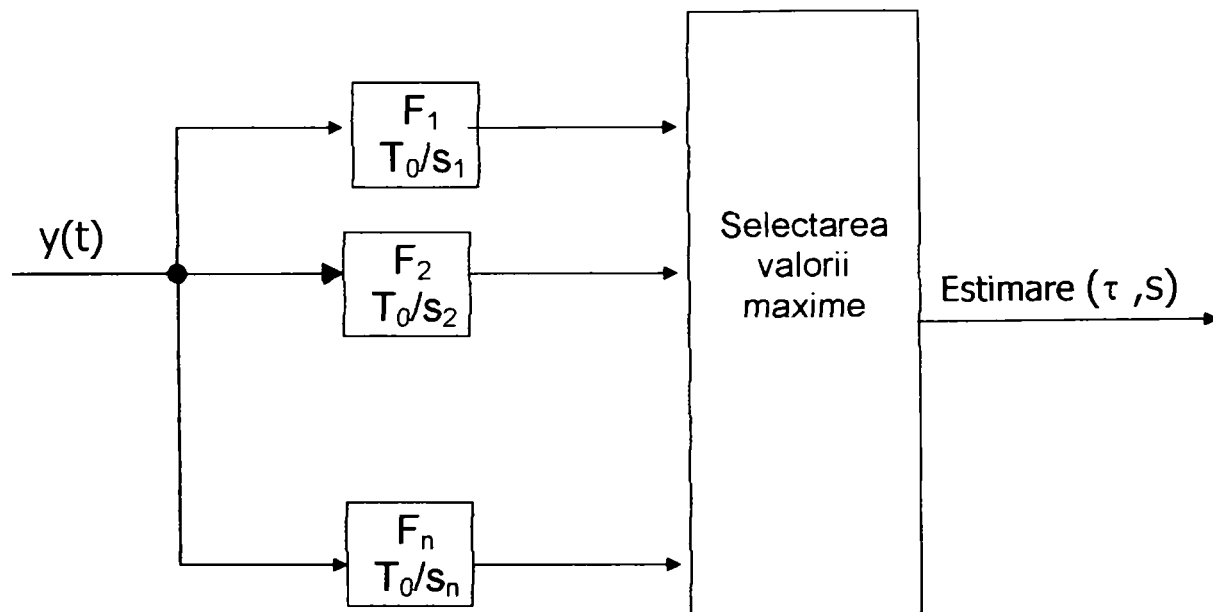 F₁
T₀/s₁
y(t)
F₂
T₀/s₂
Selectarea
valorii
maxime
Estimare (τ ,s)
Fₙ
T₀/sₙ